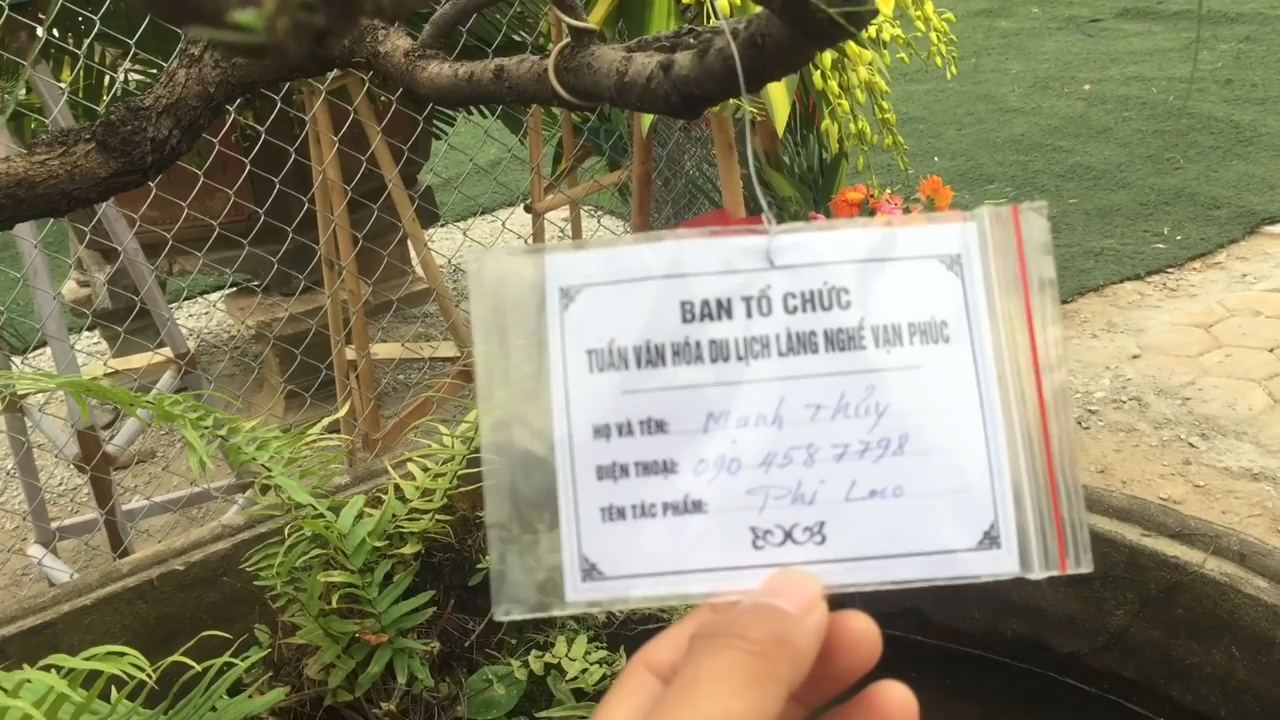 BAN TỔ CHỨC
TUẦN VĂN HÓA DU LỊCH LÀNG NGHỀ VẠN PHÚC
HỌ VÀ TÊN: Mạnh Thủy
ĐIỆN THOẠI: 090 458 7798
TÊN TÁC PHẨM: Phi Lao